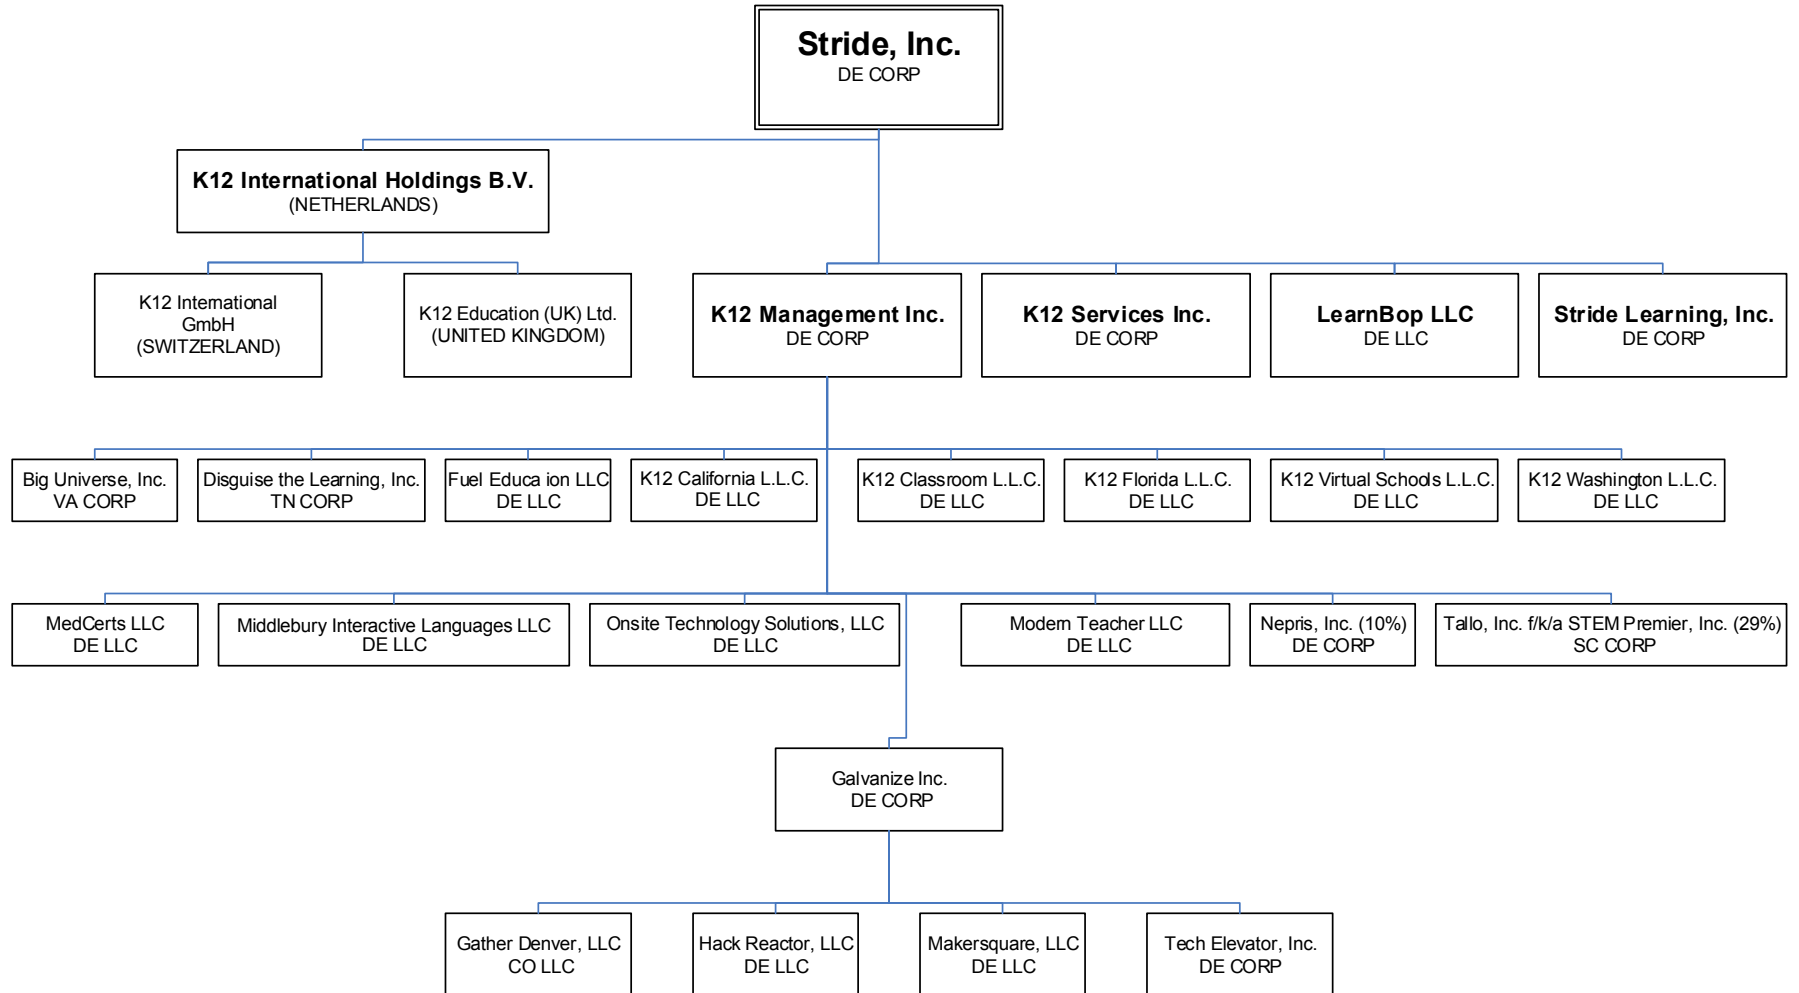 Stride, Inc.
DE CORP
K12 International Holdings B.V.
(NETHERLANDS)
K12 International
GmbH
(SWITZERLAND)
K12 Education (UK) Ltd.
(UNITED KINGDOM)
K12 Management Inc.
DE CORP
K12 Services Inc.
DE CORP
LearnBop LLC
DE LLC
Stride Learning, Inc.
DE CORP
Big Universe, Inc.
VA CORP
Disguise the Learning, Inc.
TN CORP
Fuel Educa ion LLC
DE LLC
K12 California L.L.C.
DE LLC
K12 Classroom L.L.C.
DE LLC
K12 Florida L.L.C.
DE LLC
K12 Virtual Schools L.L.C.
DE LLC
K12 Washington L.L.C.
DE LLC
MedCerts LLC
DE LLC
Middlebury Interactive Languages LLC
DE LLC
Onsite Technology Solutions, LLC
DE LLC
Modern Teacher LLC
DE LLC
Nepris, Inc. (10%)
DE CORP
Tallo, Inc. f/k/a STEM Premier, Inc. (29%)
SC CORP
Galvanize Inc.
DE CORP
Gather Denver, LLC
CO LLC
Hack Reactor, LLC
DE LLC
Makersquare, LLC
DE LLC
Tech Elevator, Inc.
DE CORP